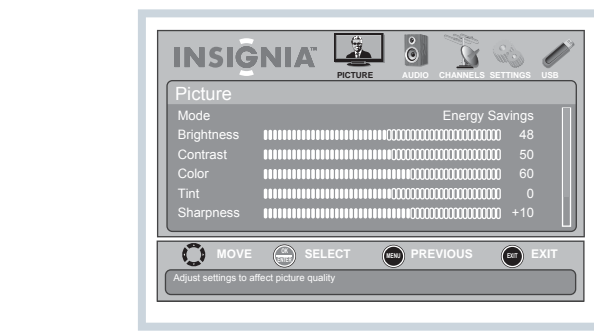 INSIGNIA™
PICTURE AUDIO CHANNELS SETTINGS USB
Picture
Mode Energy Savings
Brightness 48
Contrast 50
Color 60
Tint 0
Sharpness +10
MOVE OK ENTER SELECT MENU PREVIOUS EXIT EXIT
Adjust settings to affect picture quality